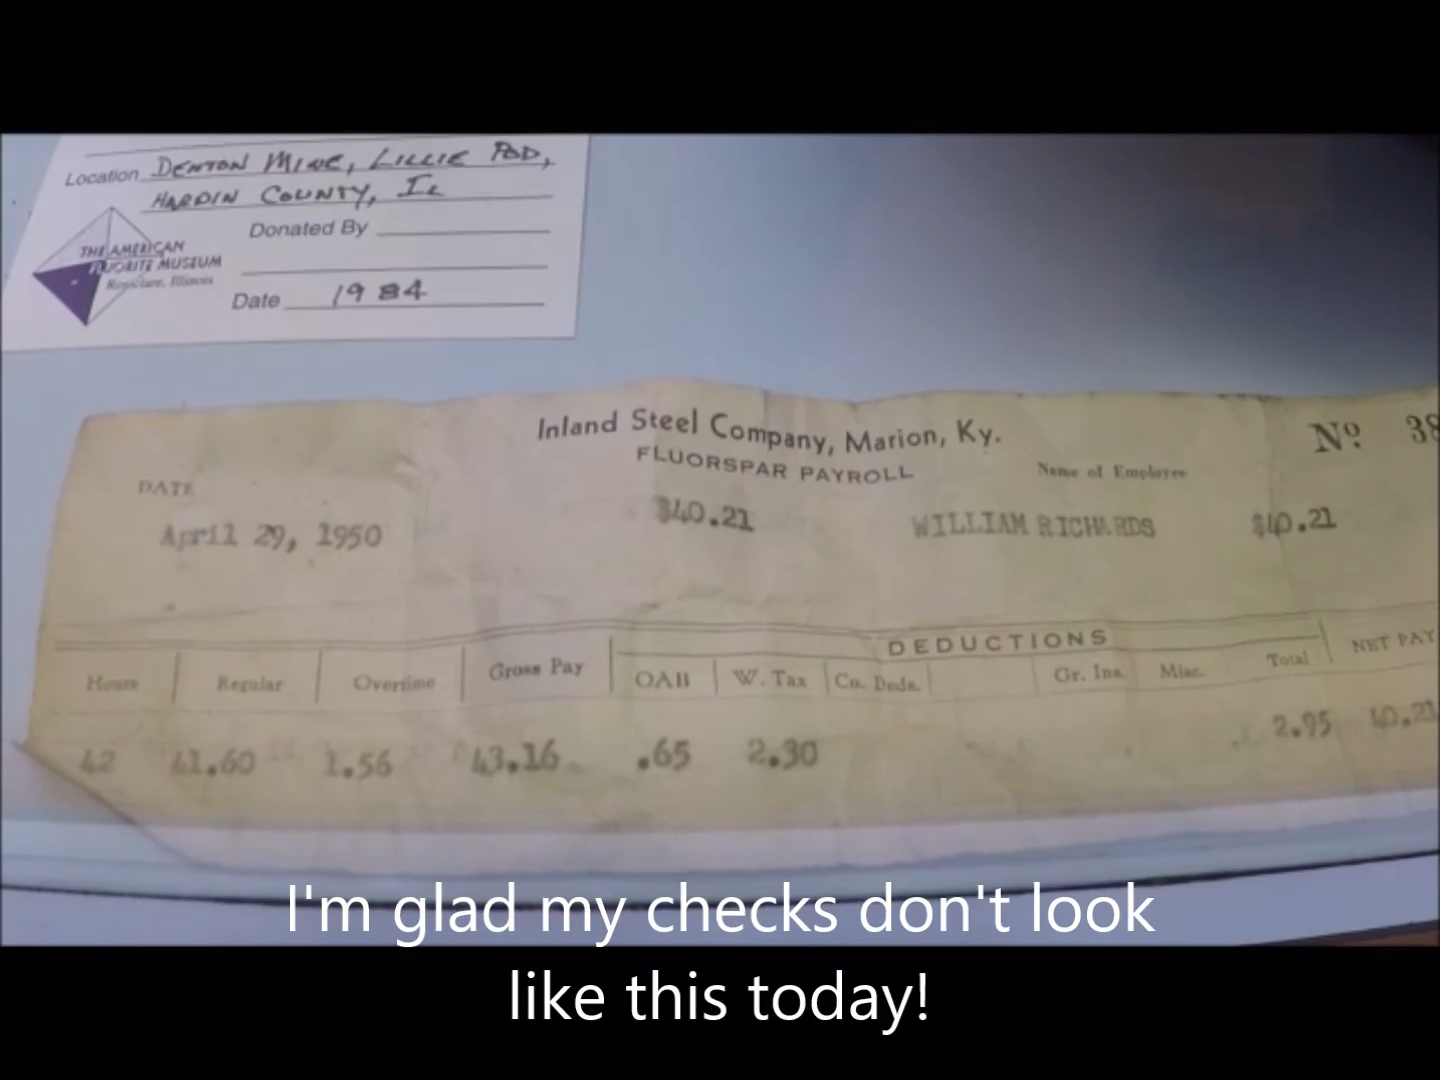 Location DENTON MINE, LILLIE POD,
HARDIN COUNTY, IL
Donated By
THE AMERICAN
FLUORITE MUSEUM
Rosiclare, Illinois
Date 1984
Inland Steel Company, Marion, Ky.
FLUORSPAR PAYROLL
Nº 38
DATE
Name of Employee
April 29, 1950 $40.21 WILLIAM RICHARDS $40.21
DEDUCTIONS
Hours Regular Overtime Gross Pay OAB W. Tax Co. Deds. Gr. Ins. Misc. Total NET PAY
42 41.60 1.56 43.16 .65 2.30 2.95 40.21
I'm glad my checks don't look
like this today!